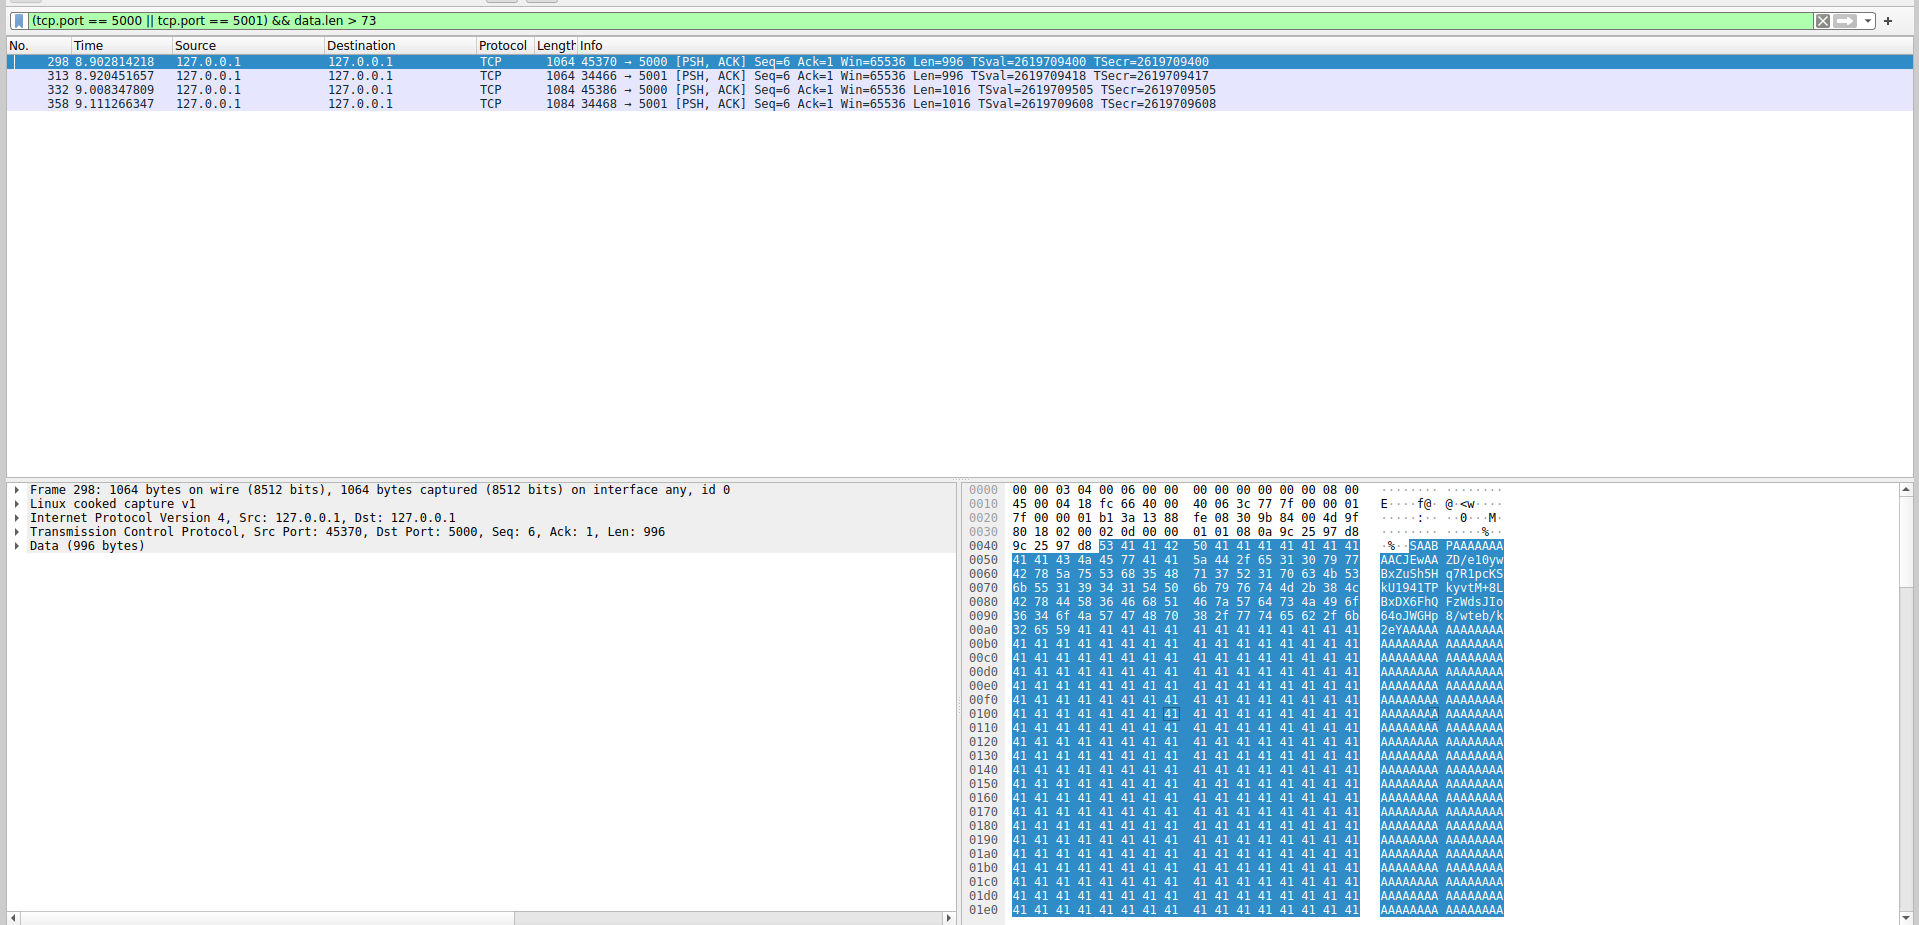 (tcp.port == 5000 || tcp.port == 5001) && data.len > 73
No. Time Source Destination Protocol Length Info
298 8.902814218 127.0.0.1 127.0.0.1 TCP 1064 45370 → 5000 [PSH, ACK] Seq=6 Ack=1 Win=65536 Len=996 TSval=2619709400 TSecr=2619709400
313 8.920451657 127.0.0.1 127.0.0.1 TCP 1064 34466 → 5001 [PSH, ACK] Seq=6 Ack=1 Win=65536 Len=996 TSval=2619709418 TSecr=2619709417
332 9.008347809 127.0.0.1 127.0.0.1 TCP 1084 45386 → 5000 [PSH, ACK] Seq=6 Ack=1 Win=65536 Len=1016 TSval=2619709505 TSecr=2619709505
358 9.111266347 127.0.0.1 127.0.0.1 TCP 1084 34468 → 5001 [PSH, ACK] Seq=6 Ack=1 Win=65536 Len=1016 TSval=2619709608 TSecr=2619709608
Frame 298: 1064 bytes on wire (8512 bits), 1064 bytes captured (8512 bits) on interface any, id 0
Linux cooked capture v1
Internet Protocol Version 4, Src: 127.0.0.1, Dst: 127.0.0.1
Transmission Control Protocol, Src Port: 45370, Dst Port: 5000, Seq: 6, Ack: 1, Len: 996
Data (996 bytes)
0000 00 00 03 04 00 06 00 00 00 00 00 00 00 00 08 00 ········ ········
0010 45 00 04 18 fc 66 40 00 40 06 3c 77 7f 00 00 01 E····f@· @·<w····
0020 7f 00 00 01 b1 3a 13 88 fe 08 30 9b 84 00 4d 9f ·····:·· ··0···M·
0030 80 18 02 00 02 0d 00 00 01 01 08 0a 9c 25 97 d8 ········ ·····%··
0040 9c 25 97 d8 53 41 41 42 50 41 41 41 41 41 41 41 ·%··SAAB PAAAAAAA
0050 41 41 43 4a 45 77 41 41 5a 44 2f 65 31 30 79 77 AACJEwAA ZD/e10yw
0060 42 78 5a 75 53 68 35 48 71 37 52 31 70 63 4b 53 BxZuSh5H q7R1pcKS
0070 6b 55 31 39 34 31 54 50 6b 79 76 74 4d 2b 38 4c kU1941TP kyvtM+8L
0080 42 78 44 58 36 46 68 51 46 7a 57 64 73 4a 49 6f BxDX6FhQ FzWdsJIo
0090 36 34 6f 4a 57 47 48 70 38 2f 77 74 65 62 2f 6b 64oJWGHp 8/wteb/k
00a0 32 65 59 41 41 41 41 41 41 41 41 41 41 41 41 41 2eYAAAAA AAAAAAAA
00b0 41 41 41 41 41 41 41 41 41 41 41 41 41 41 41 41 AAAAAAAA AAAAAAAA
00c0 41 41 41 41 41 41 41 41 41 41 41 41 41 41 41 41 AAAAAAAA AAAAAAAA
00d0 41 41 41 41 41 41 41 41 41 41 41 41 41 41 41 41 AAAAAAAA AAAAAAAA
00e0 41 41 41 41 41 41 41 41 41 41 41 41 41 41 41 41 AAAAAAAA AAAAAAAA
00f0 41 41 41 41 41 41 41 41 41 41 41 41 41 41 41 41 AAAAAAAA AAAAAAAA
0100 41 41 41 41 41 41 41 41 41 41 41 41 41 41 41 41 AAAAAAAA AAAAAAAA
0110 41 41 41 41 41 41 41 41 41 41 41 41 41 41 41 41 AAAAAAAA AAAAAAAA
0120 41 41 41 41 41 41 41 41 41 41 41 41 41 41 41 41 AAAAAAAA AAAAAAAA
0130 41 41 41 41 41 41 41 41 41 41 41 41 41 41 41 41 AAAAAAAA AAAAAAAA
0140 41 41 41 41 41 41 41 41 41 41 41 41 41 41 41 41 AAAAAAAA AAAAAAAA
0150 41 41 41 41 41 41 41 41 41 41 41 41 41 41 41 41 AAAAAAAA AAAAAAAA
0160 41 41 41 41 41 41 41 41 41 41 41 41 41 41 41 41 AAAAAAAA AAAAAAAA
0170 41 41 41 41 41 41 41 41 41 41 41 41 41 41 41 41 AAAAAAAA AAAAAAAA
0180 41 41 41 41 41 41 41 41 41 41 41 41 41 41 41 41 AAAAAAAA AAAAAAAA
0190 41 41 41 41 41 41 41 41 41 41 41 41 41 41 41 41 AAAAAAAA AAAAAAAA
01a0 41 41 41 41 41 41 41 41 41 41 41 41 41 41 41 41 AAAAAAAA AAAAAAAA
01b0 41 41 41 41 41 41 41 41 41 41 41 41 41 41 41 41 AAAAAAAA AAAAAAAA
01c0 41 41 41 41 41 41 41 41 41 41 41 41 41 41 41 41 AAAAAAAA AAAAAAAA
01d0 41 41 41 41 41 41 41 41 41 41 41 41 41 41 41 41 AAAAAAAA AAAAAAAA
01e0 41 41 41 41 41 41 41 41 41 41 41 41 41 41 41 41 AAAAAAAA AAAAAAAA